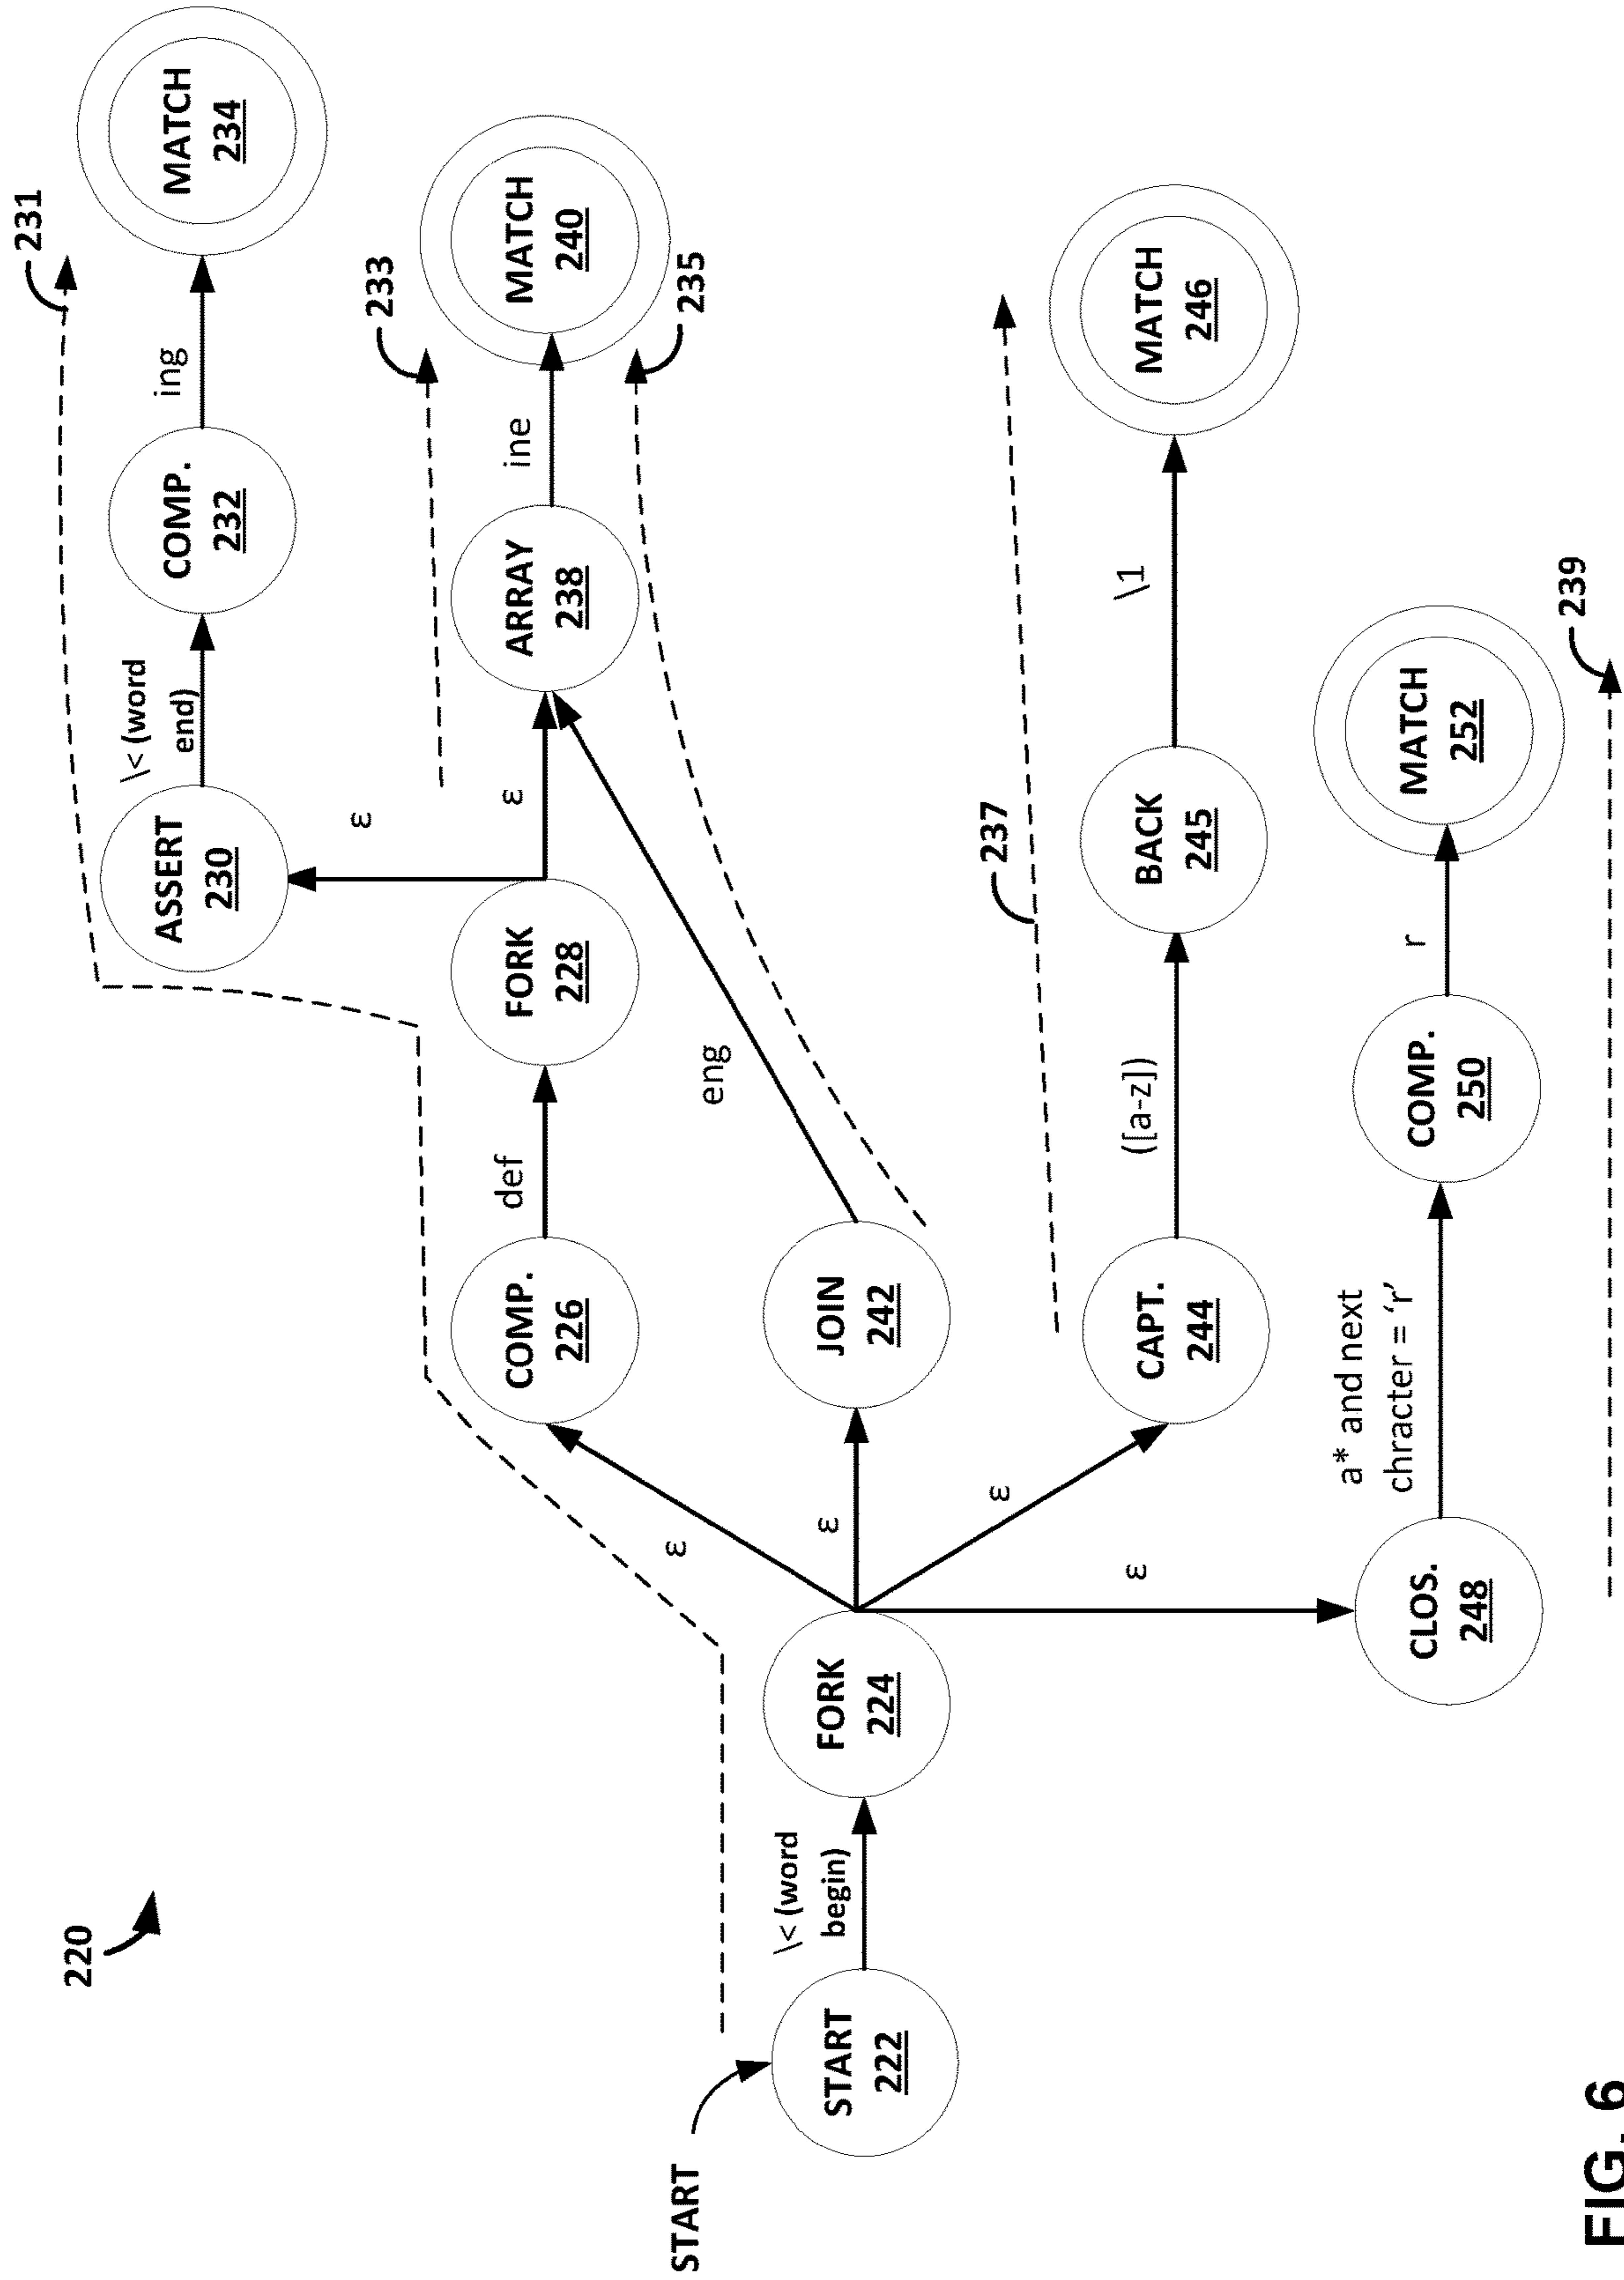 220
START
START
222
\< (word
begin)
FORK
224
ε
ε
ε
ε
COMP.
226
def
FORK
228
ε
ε
ASSERT
230
\< (word
end)
COMP.
232
ing
MATCH
234
231
233
ARRAY
238
ine
MATCH
240
235
JOIN
242
eng
CAPT.
244
([a-z])
BACK
245
\1
MATCH
246
237
CLOS.
248
a* and next
chracter = ‘r’
COMP.
250
r
MATCH
252
239
FIG. 6